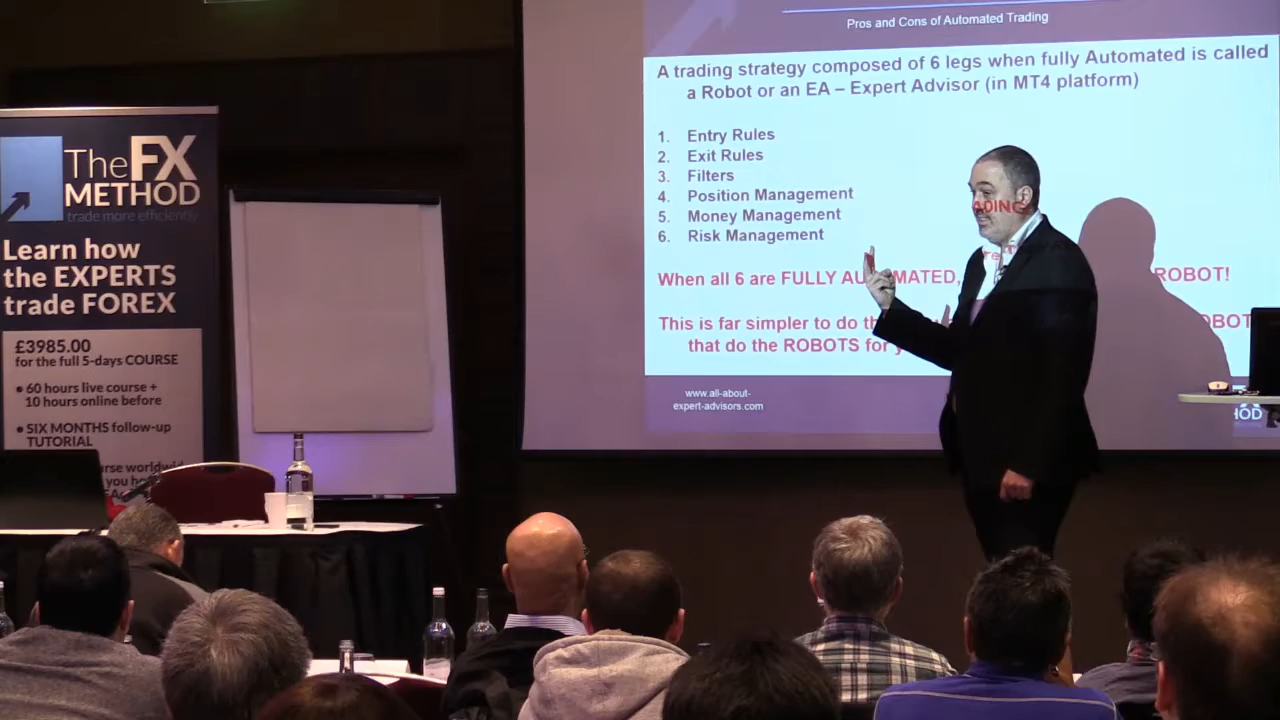 The FX
METHOD
trade more efficiently
Learn how
the EXPERTS
trade FOREX
£3985.00
for the full 5-days COURSE
• 60 hours live course +
10 hours online before
• SIX MONTHS follow-up
TUTORIAL
Pros and Cons of Automated Trading
A trading strategy composed of 6 legs when fully Automated is called
a Robot or an EA – Expert Advisor (in MT4 platform)
1. Entry Rules
2. Exit Rules
3. Filters
4. Position Management
5. Money Management
6. Risk Management
ADING
When all 6 are FULLY AUTOMATED, ROBOT!
This is far simpler to do th OBOT
that do the ROBOTS for y
www.all-about-
expert-advisors.com